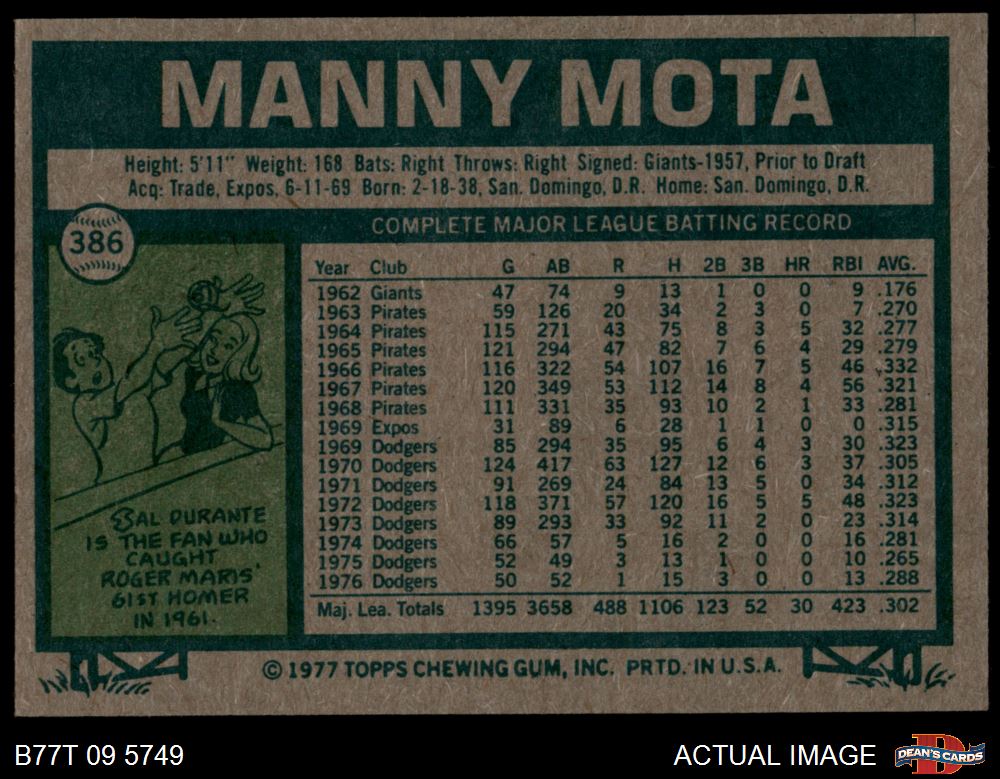 MANNY MOTA
Height: 5'11" Weight: 168 Bats: Right Throws: Right Signed: Giants-1957, Prior to Draft
Acq: Trade, Expos, 6-11-69 Born: 2-18-38, San. Domingo, D.R. Home: San. Domingo, D.R.
386
COMPLETE MAJOR LEAGUE BATTING RECORD
Year Club G AB R H 2B 3B HR RBI AVG.
1962 Giants 47 74 9 13 1 0 0 9 .176
1963 Pirates 59 126 20 34 2 3 0 7 .270
1964 Pirates 115 271 43 75 8 3 5 32 .277
1965 Pirates 121 294 47 82 7 6 4 29 .279
1966 Pirates 116 322 54 107 16 7 5 46 .332
1967 Pirates 120 349 53 112 14 8 4 56 .321
1968 Pirates 111 331 35 93 10 2 1 33 .281
1969 Expos 31 89 6 28 1 1 0 0 .315
1969 Dodgers 85 294 35 95 6 4 3 30 .323
1970 Dodgers 124 417 63 127 12 6 3 37 .305
1971 Dodgers 91 269 24 84 13 5 0 34 .312
1972 Dodgers 118 371 57 120 16 5 5 48 .323
1973 Dodgers 89 293 33 92 11 2 0 23 .314
1974 Dodgers 66 57 5 16 2 0 0 16 .281
1975 Dodgers 52 49 3 13 1 0 0 10 .265
1976 Dodgers 50 52 1 15 3 0 0 13 .288
Maj. Lea. Totals 1395 3658 488 1106 123 52 30 423 .302
SAL DURANTE
IS THE FAN WHO
CAUGHT
ROGER MARIS'
61ST HOMER
IN 1961.
© 1977 TOPPS CHEWING GUM, INC. PRTD. IN U.S.A.
B77T 09 5749
ACTUAL IMAGE
D
DEAN'S CARDS